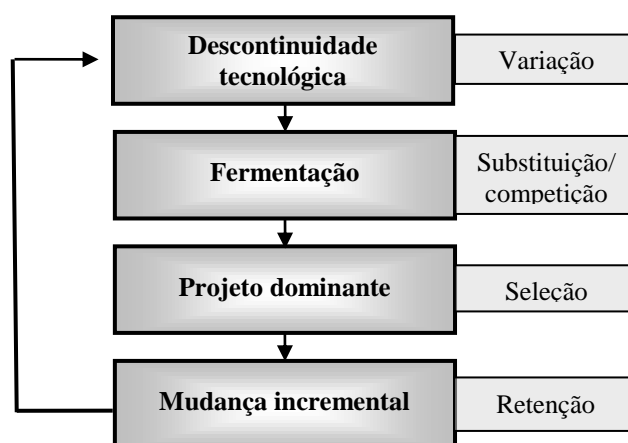 Descontinuidade
tecnológica
Variação
Fermentação
Substituição/
competição
Projeto dominante
Seleção
Mudança incremental
Retenção